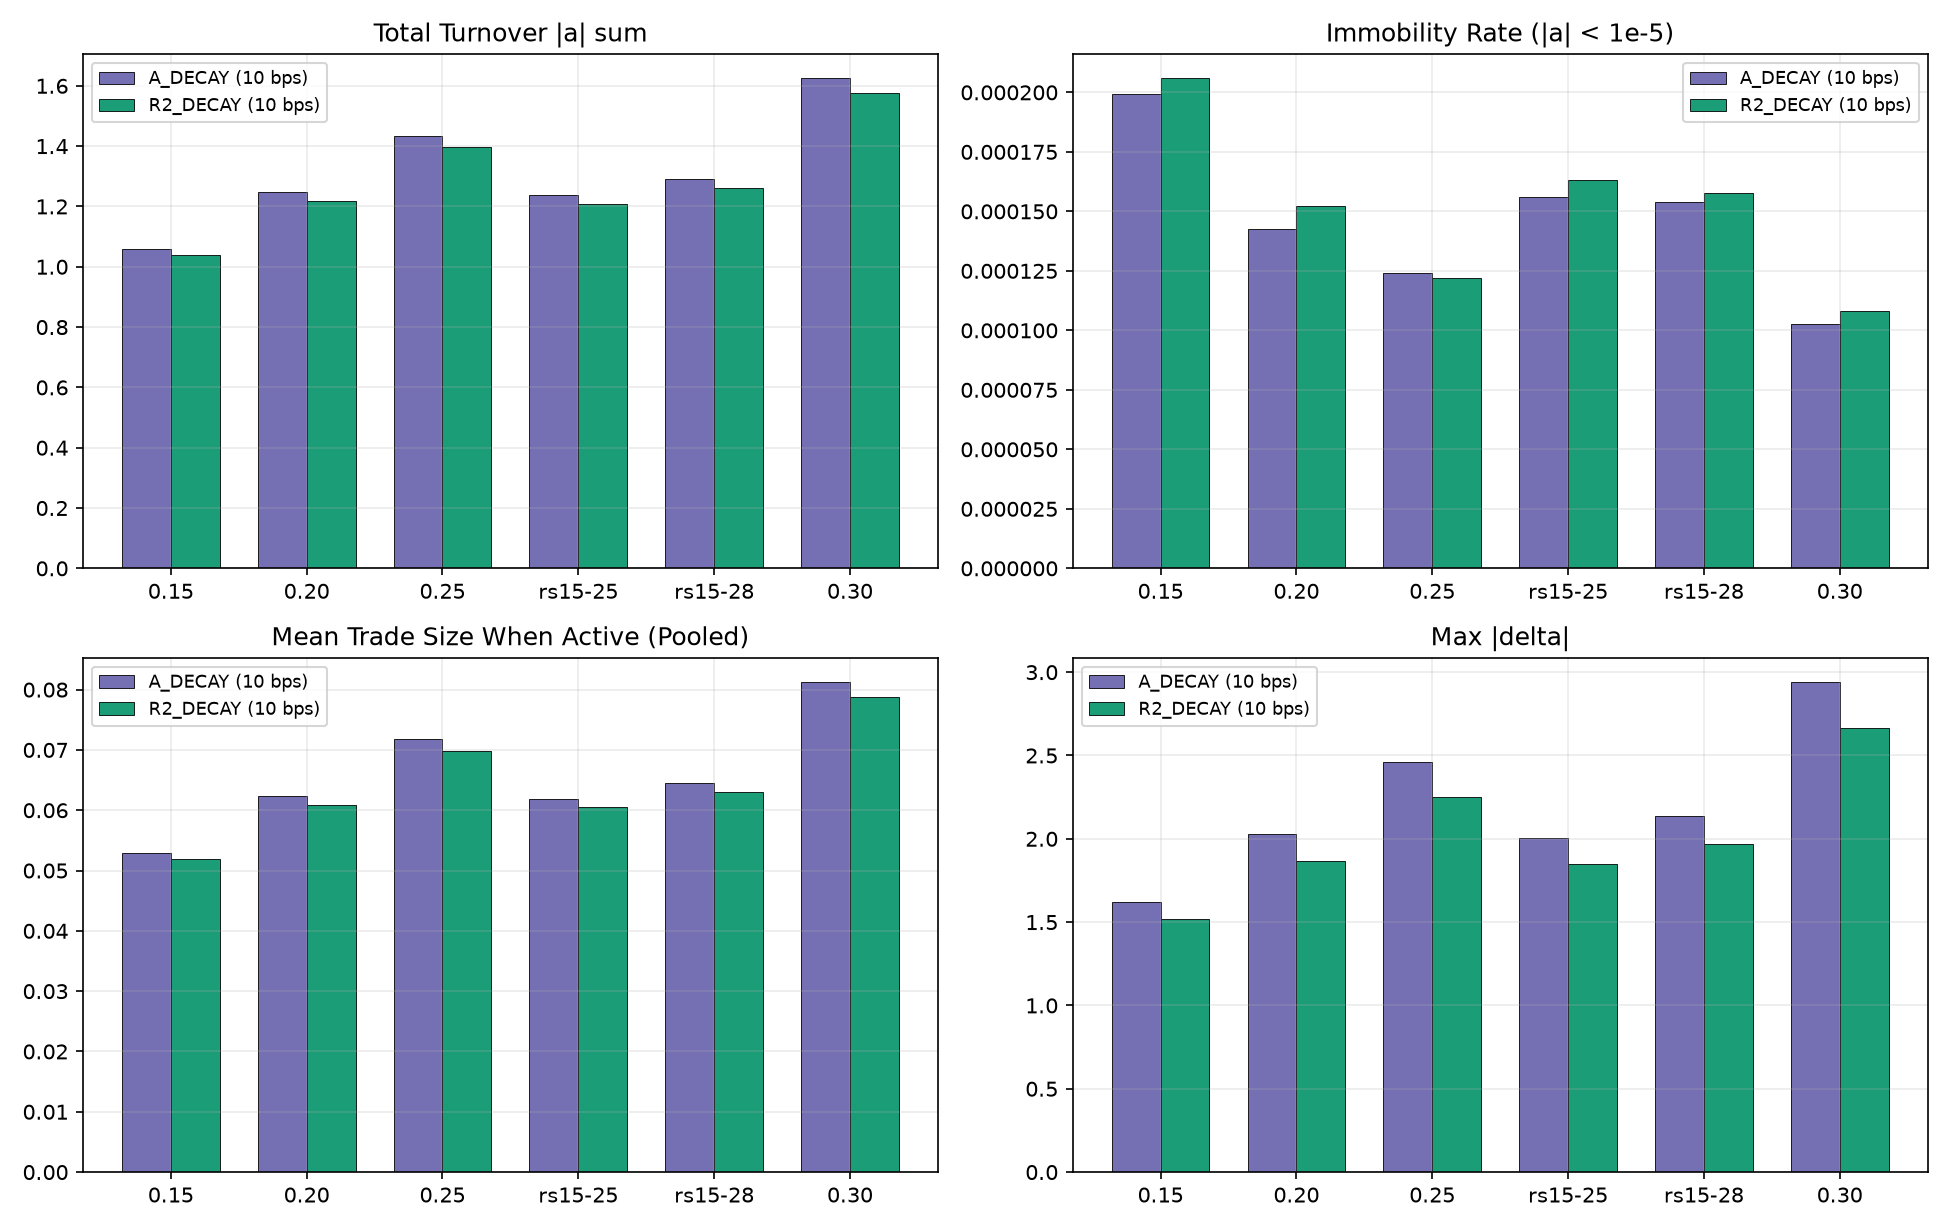 Total Turnover |a| sum
A_DECAY (10 bps)
R2_DECAY (10 bps)
1.6
1.4
1.2
1.0
0.8
0.6
0.4
0.2
0.0
0.15 0.20 0.25 rs15-25 rs15-28 0.30
Immobility Rate (|a| < 1e-5)
A_DECAY (10 bps)
R2_DECAY (10 bps)
0.000200
0.000175
0.000150
0.000125
0.000100
0.000075
0.000050
0.000025
0.000000
0.15 0.20 0.25 rs15-25 rs15-28 0.30
Mean Trade Size When Active (Pooled)
A_DECAY (10 bps)
R2_DECAY (10 bps)
0.08
0.07
0.06
0.05
0.04
0.03
0.02
0.01
0.00
0.15 0.20 0.25 rs15-25 rs15-28 0.30
Max |delta|
A_DECAY (10 bps)
R2_DECAY (10 bps)
3.0
2.5
2.0
1.5
1.0
0.5
0.0
0.15 0.20 0.25 rs15-25 rs15-28 0.30